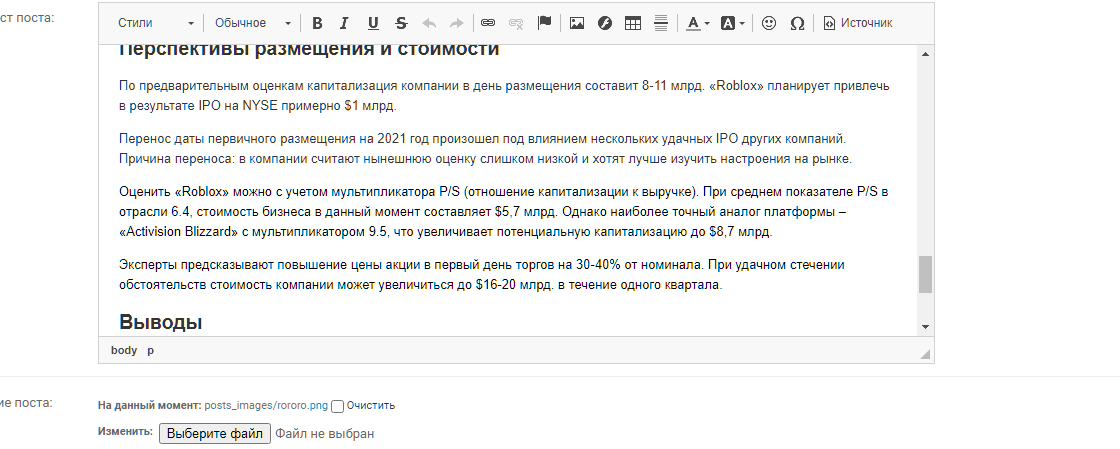 ст поста:
Стили Обычное B I U S A A Источник
Перспективы размещения и стоимости
По предварительным оценкам капитализация компании в день размещения составит 8-11 млрд. «Roblox» планирует привлечь
в результате IPO на NYSE примерно $1 млрд.
Перенос даты первичного размещения на 2021 год произошел под влиянием нескольких удачных IPO других компаний.
Причина переноса: в компании считают нынешнюю оценку слишком низкой и хотят лучше изучить настроения на рынке.
Оценить «Roblox» можно с учетом мультипликатора P/S (отношение капитализации к выручке). При среднем показателе P/S в
отрасли 6.4, стоимость бизнеса в данный момент составляет $5,7 млрд. Однако наиболее точный аналог платформы –
«Activision Blizzard» с мультипликатором 9.5, что увеличивает потенциальную капитализацию до $8,7 млрд.
Эксперты предсказывают повышение цены акции в первый день торгов на 30-40% от номинала. При удачном стечении
обстоятельств стоимость компании может увеличиться до $16-20 млрд. в течение одного квартала.
Выводы
body p
ие поста:
На данный момент: posts_images/rororo.png Очистить
Изменить: Выберите файл Файл не выбран